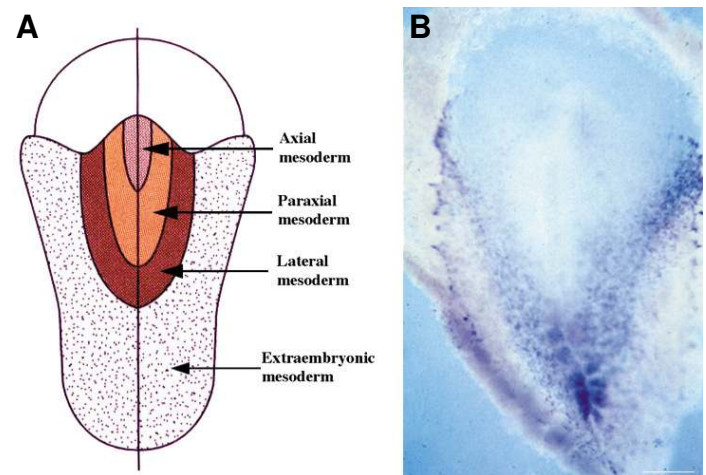 A
B
Axial
mesoderm
Paraxial
mesoderm
Lateral
mesoderm
Extraembryonic
mesoderm